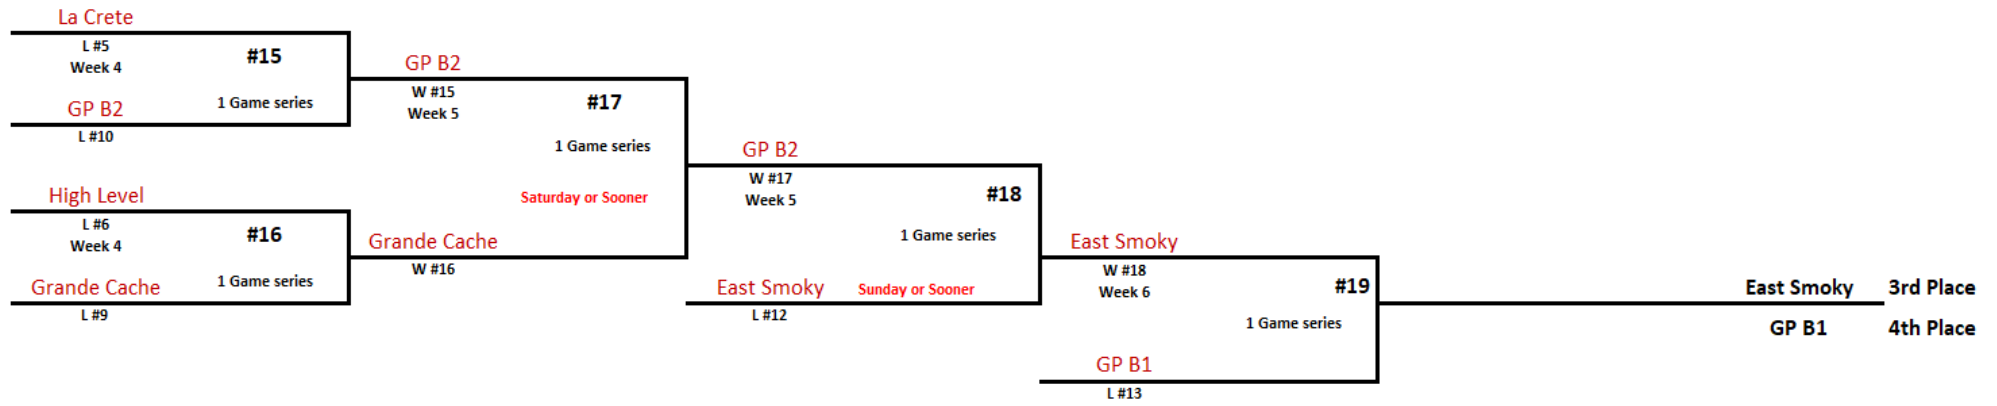 La Crete
L #5
Week 4
#15
1 Game series
GP B2
L #10
GP B2
W #15
Week 5
#17
1 Game series
Saturday or Sooner
High Level
L #6
Week 4
#16
1 Game series
Grande Cache
L #9
Grande Cache
W #16
GP B2
W #17
Week 5
#18
1 Game series
East Smoky
Sunday or Sooner
L #12
East Smoky
W #18
Week 6
#19
1 Game series
GP B1
L #13
East Smoky 3rd Place
GP B1 4th Place